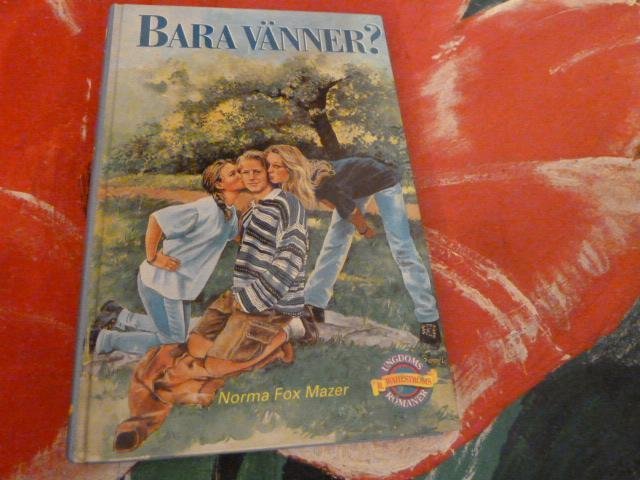 BARA VÄNNER?
Norma Fox Mazer
UNGDOMS
B. WAHLSTRÖMS
ROMANER